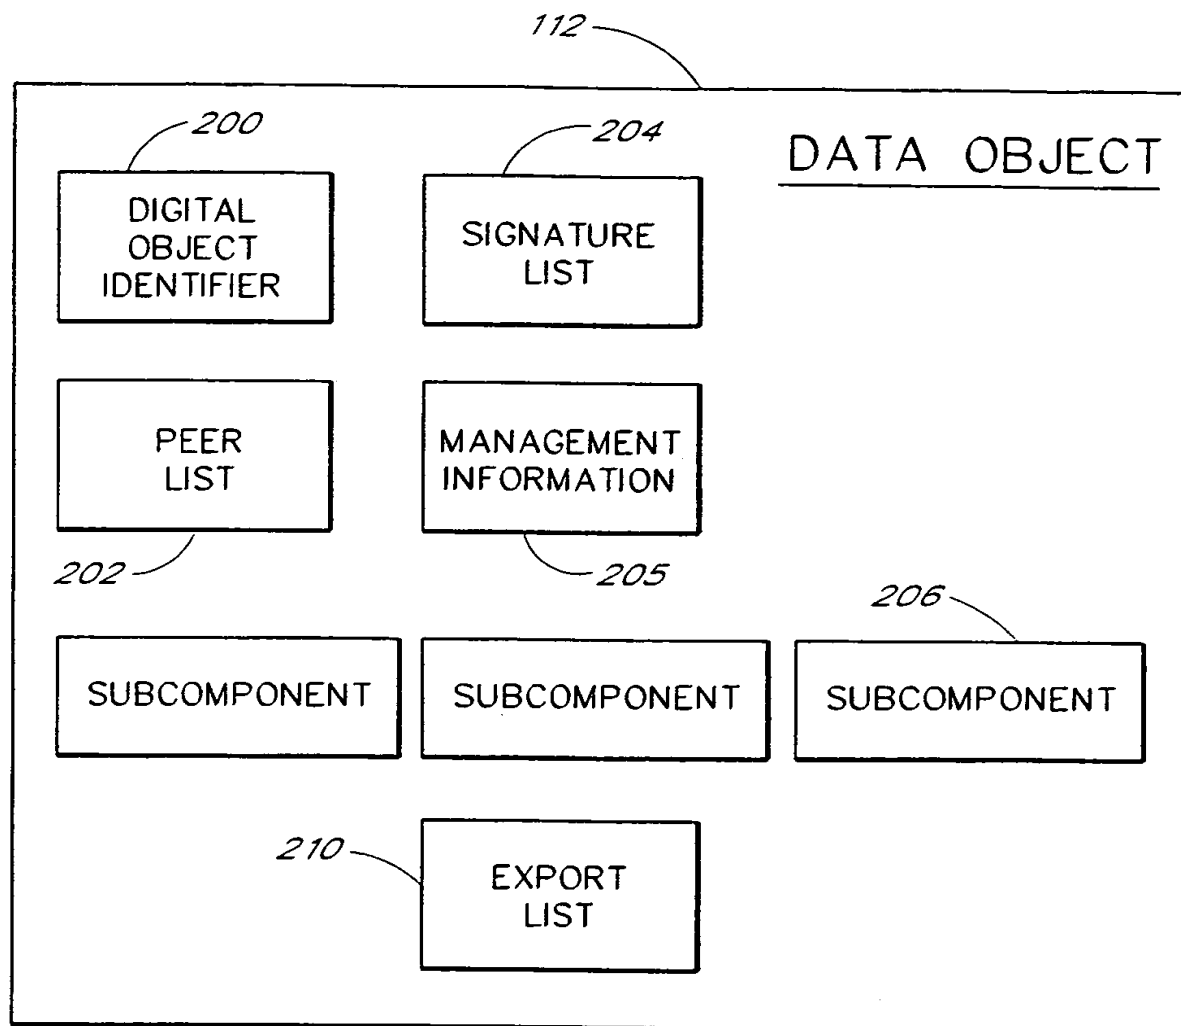 112
200
204
DATA OBJECT
DIGITAL
OBJECT
IDENTIFIER
SIGNATURE
LIST
PEER
LIST
MANAGEMENT
INFORMATION
202
205
206
SUBCOMPONENT
SUBCOMPONENT
SUBCOMPONENT
210
EXPORT
LIST